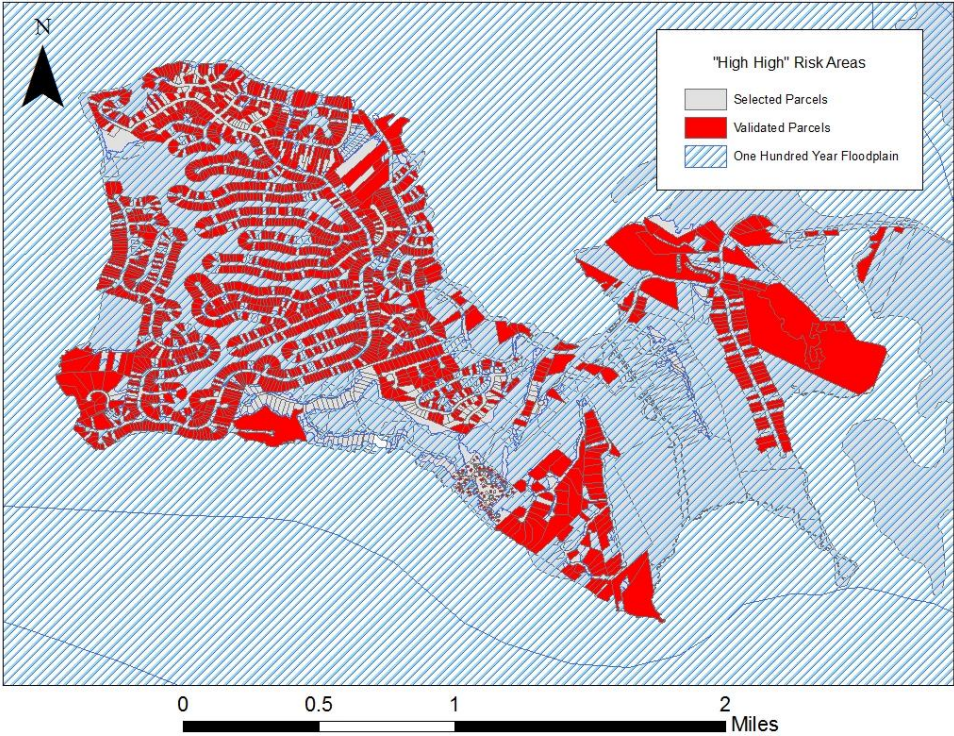 N
"High High" Risk Areas
Selected Parcels
Validated Parcels
One Hundred Year Floodplain
0 0.5 1 2
Miles